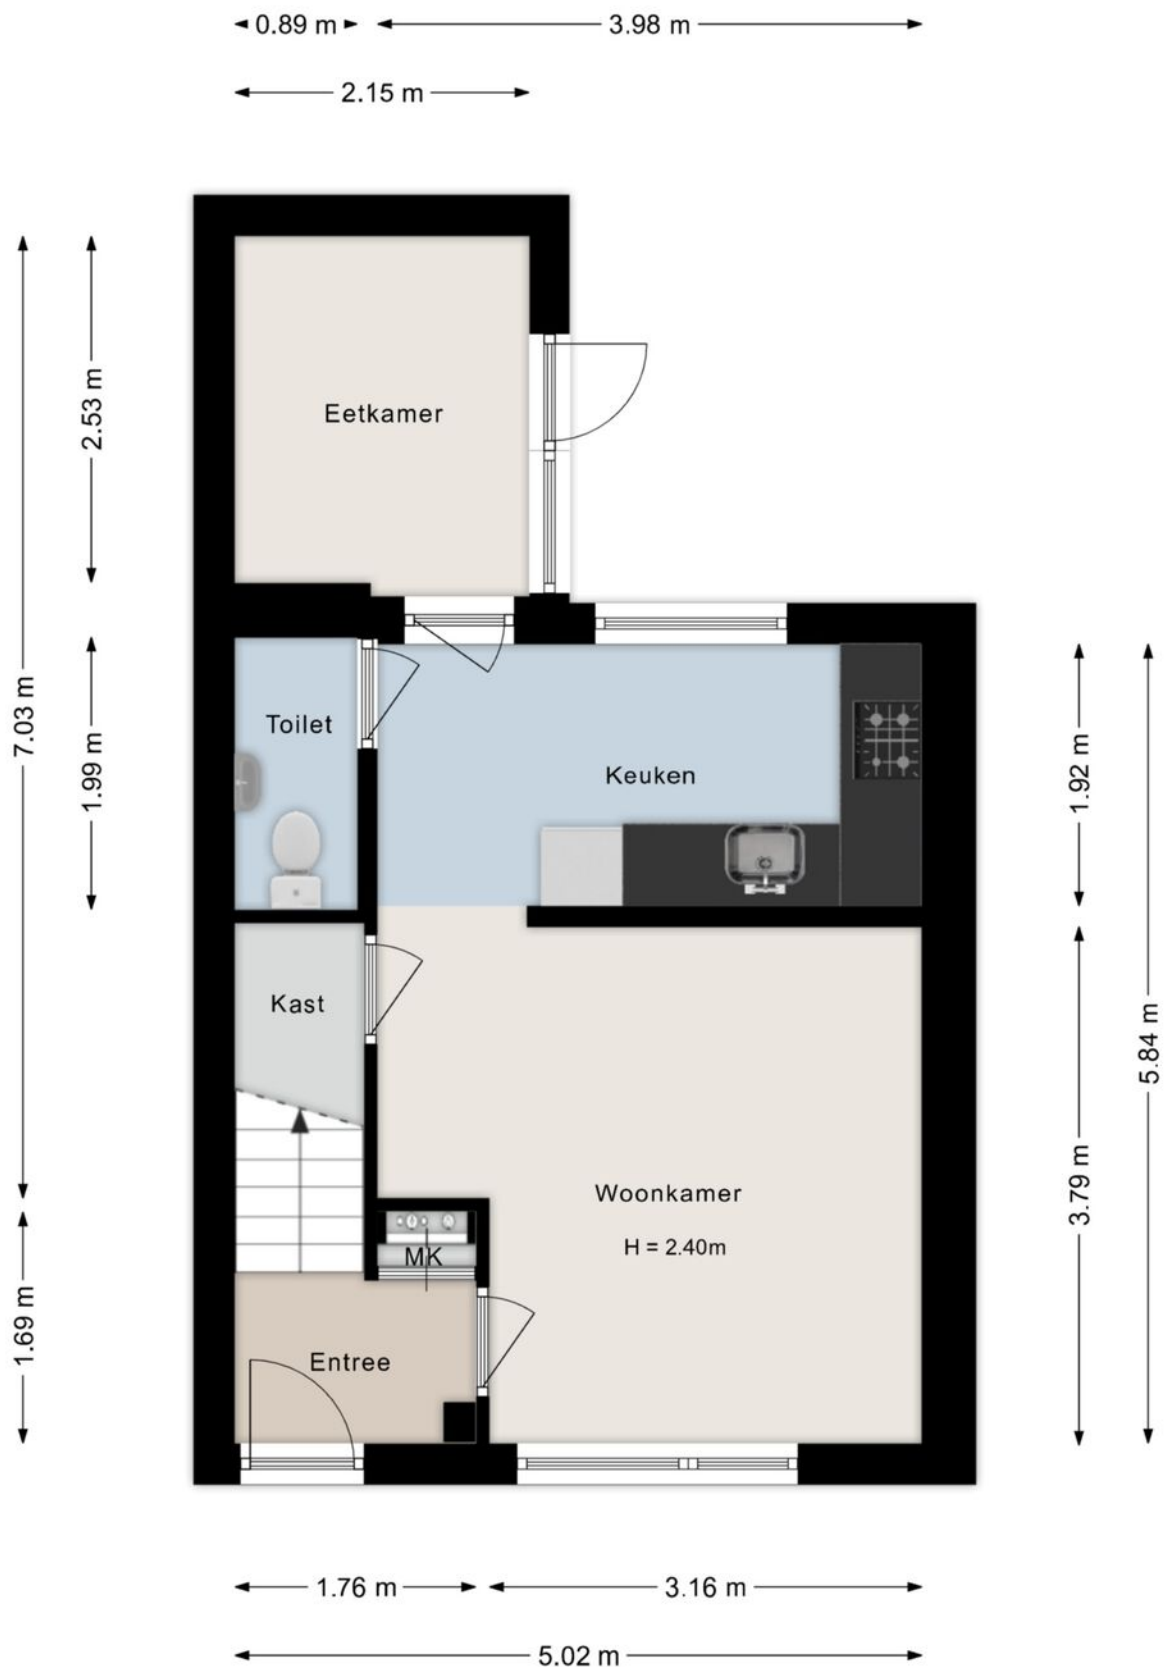 0.89 m
3.98 m
2.15 m
Eetkamer
2.53 m
7.03 m
Toilet
1.99 m
Keuken
1.92 m
Kast
5.84 m
Woonkamer
3.79 m
H = 2.40m
MK
1.69 m
Entree
1.76 m
3.16 m
5.02 m